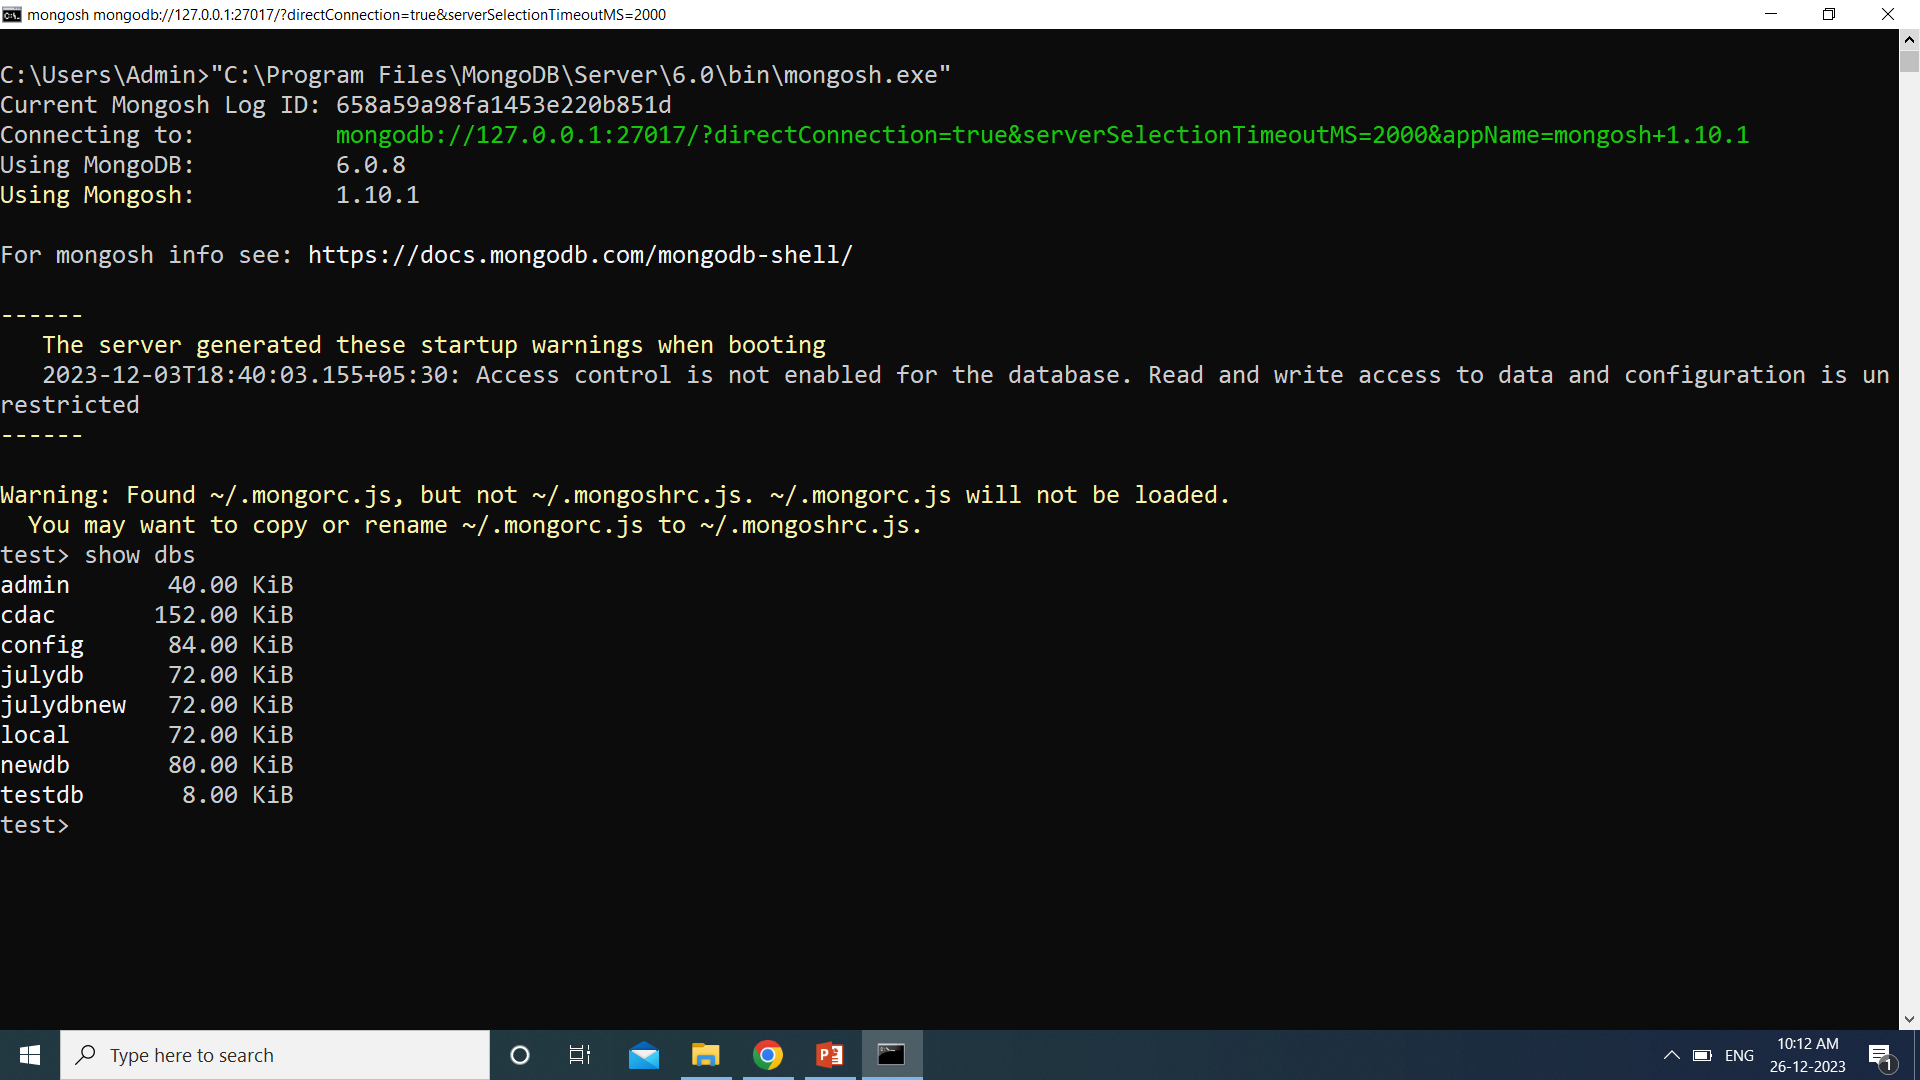 mongosh mongodb://127.0.0.1:27017/?directConnection=true&serverSelectionTimeoutMS=2000
C:\Users\Admin>"C:\Program Files\MongoDB\Server\6.0\bin\mongosh.exe"
Current Mongosh Log ID: 658a59a98fa1453e220b851d
Connecting to:          mongodb://127.0.0.1:27017/?directConnection=true&serverSelectionTimeoutMS=2000&appName=mongosh+1.10.1
Using MongoDB:          6.0.8
Using Mongosh:          1.10.1
For mongosh info see: https://docs.mongodb.com/mongodb-shell/
------
   The server generated these startup warnings when booting
   2023-12-03T18:40:03.155+05:30: Access control is not enabled for the database. Read and write access to data and configuration is un
restricted
------
Warning: Found ~/.mongorc.js, but not ~/.mongoshrc.js. ~/.mongorc.js will not be loaded.
  You may want to copy or rename ~/.mongorc.js to ~/.mongoshrc.js.
test> show dbs
admin       40.00 KiB
cdac       152.00 KiB
config      84.00 KiB
julydb      72.00 KiB
julydbnew   72.00 KiB
local       72.00 KiB
newdb       80.00 KiB
testdb       8.00 KiB
test>
Type here to search
ENG
10:12 AM
26-12-2023
1